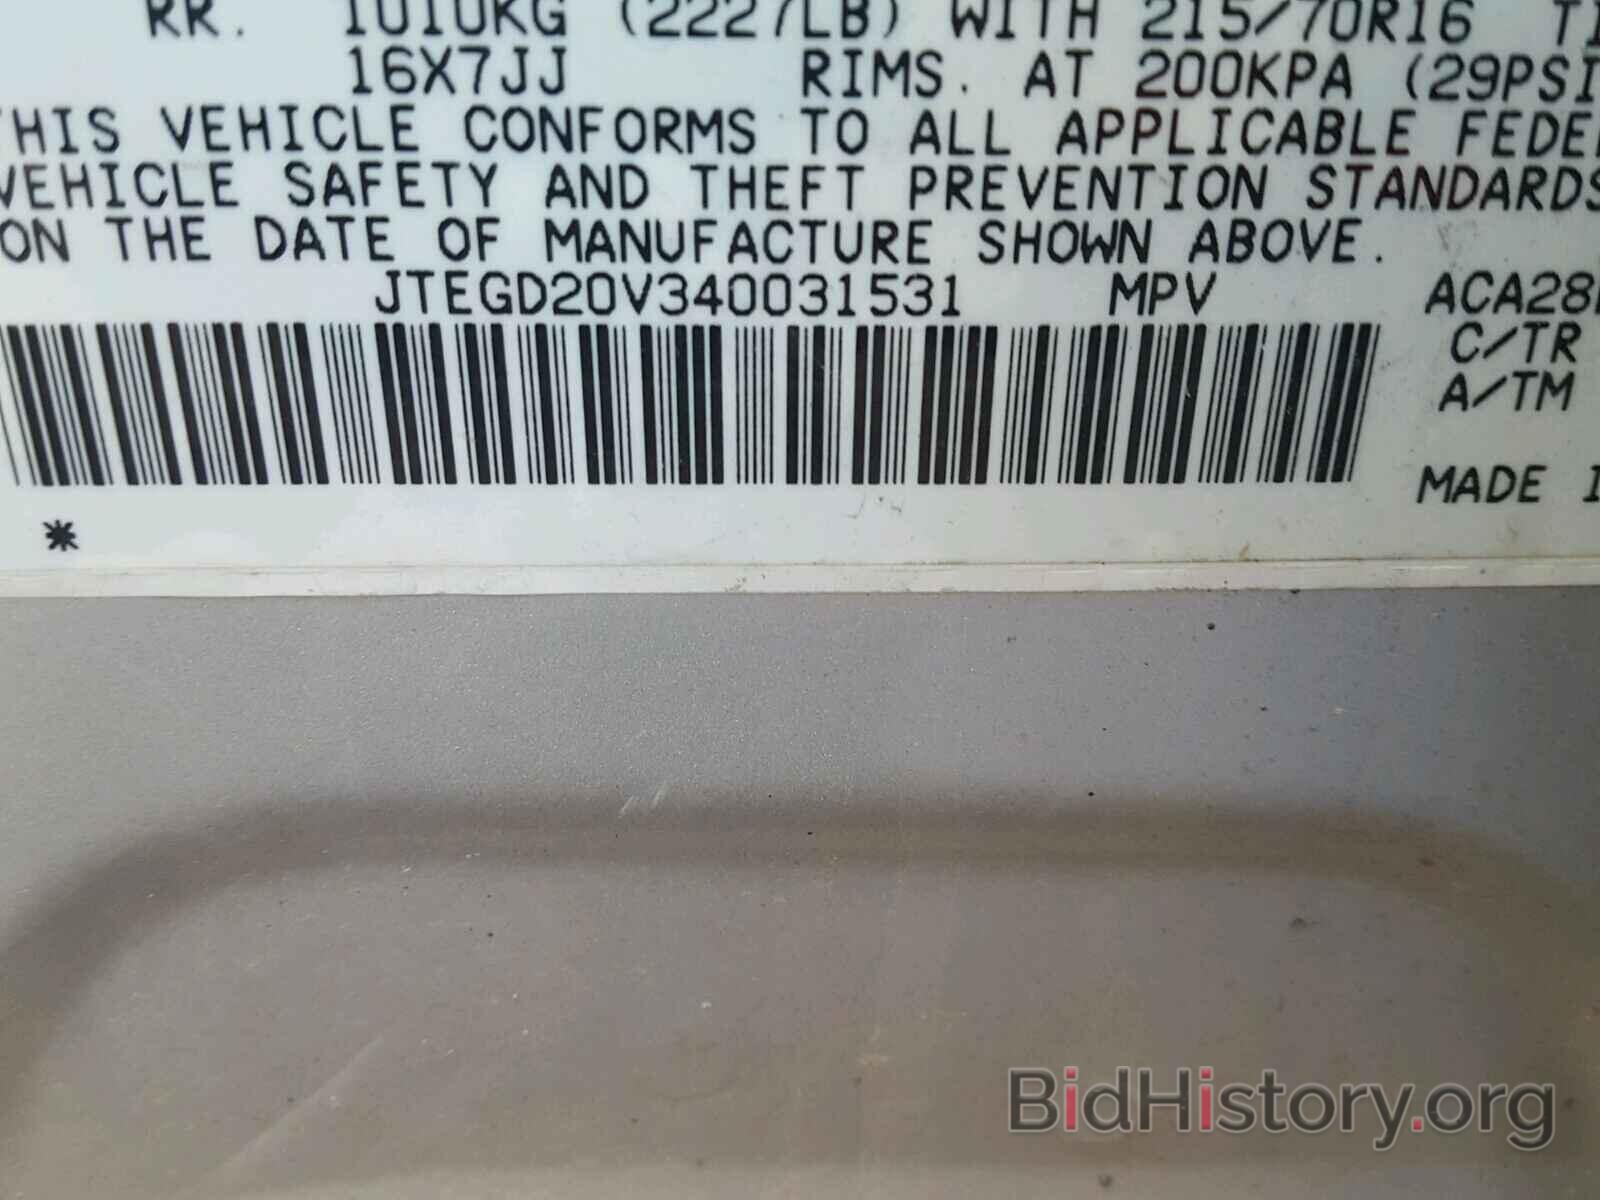 RR. 1010KG (2227LB) WITH 215/70R16
16X7JJ RIMS. AT 200KPA (29PSI
THIS VEHICLE CONFORMS TO ALL APPLICABLE FEDE
VEHICLE SAFETY AND THEFT PREVENTION STANDARDS
ON THE DATE OF MANUFACTURE SHOWN ABOVE.
JTEGD20V340031531 MPV ACA28
C/TR
A/TM
MADE
*
BidHistory.org